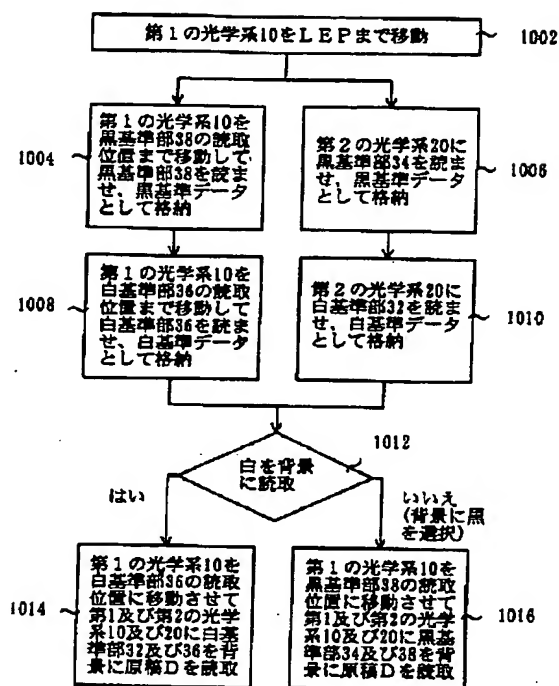 第1の光学系10をLEPまで移動
1002
第1の光学系10を
黒基準部38の読取
位置まで移動して
黒基準部38を読ま
せ、黒基準データ
として格納
1004
第2の光学系20に
黒基準部34を読ま
せ、黒基準データ
として格納
1006
第1の光学系10を
白基準部36の読取
位置まで移動して
白基準部36を読ま
せ、白基準データ
として格納
1008
第2の光学系20に
白基準部32を読ま
せ、白基準データ
として格納
1010
白を背景
に読取
1012
はい
いいえ
(背景に黒
を選択)
第1の光学系10を
白基準部36の読取
位置に移動させて
第1及び第2の光学
系10及び20に白基
準部32及び36を背
景に原稿Dを読取
1014
第1の光学系10を
黒基準部38の読取
位置に移動させて
第1及び第2の光学
系10及び20に黒基
準部34及び38を背
景に原稿Dを読取
1016